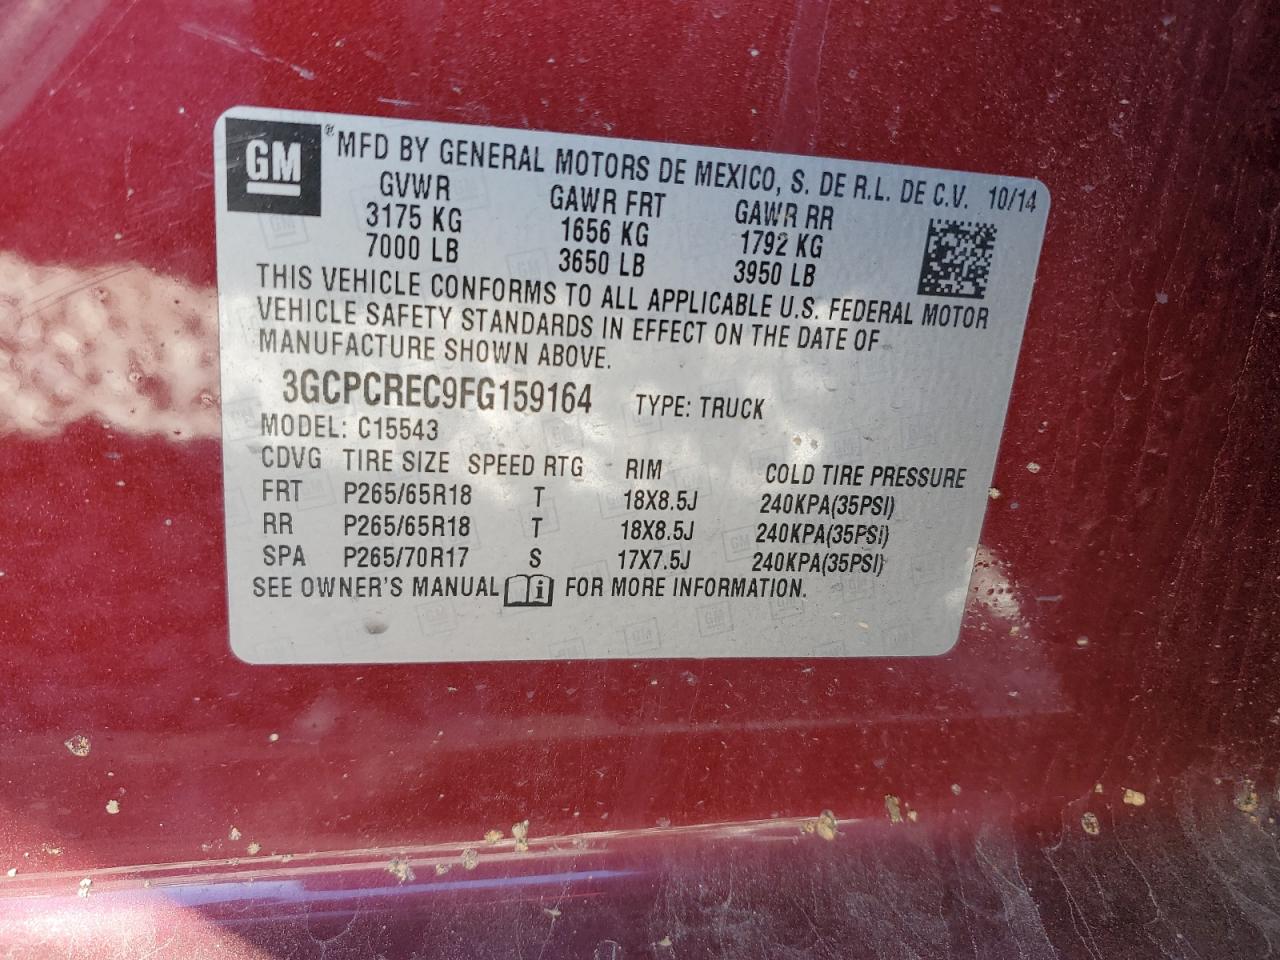 GM
® MFD BY GENERAL MOTORS DE MEXICO, S. DE R.L. DE C.V. 10/14
GVWR GAWR FRT GAWR RR
3175 KG 1656 KG 1792 KG
7000 LB 3650 LB 3950 LB
THIS VEHICLE CONFORMS TO ALL APPLICABLE U.S. FEDERAL MOTOR
VEHICLE SAFETY STANDARDS IN EFFECT ON THE DATE OF
MANUFACTURE SHOWN ABOVE.
3GCPCREC9FG159164 TYPE: TRUCK
MODEL: C15543
CDVG TIRE SIZE SPEED RTG RIM COLD TIRE PRESSURE
FRT P265/65R18 T 18X8.5J 240KPA(35PSI)
RR P265/65R18 T 18X8.5J 240KPA(35PSI)
SPA P265/70R17 S 17X7.5J 240KPA(35PSI)
SEE OWNER'S MANUAL i FOR MORE INFORMATION.